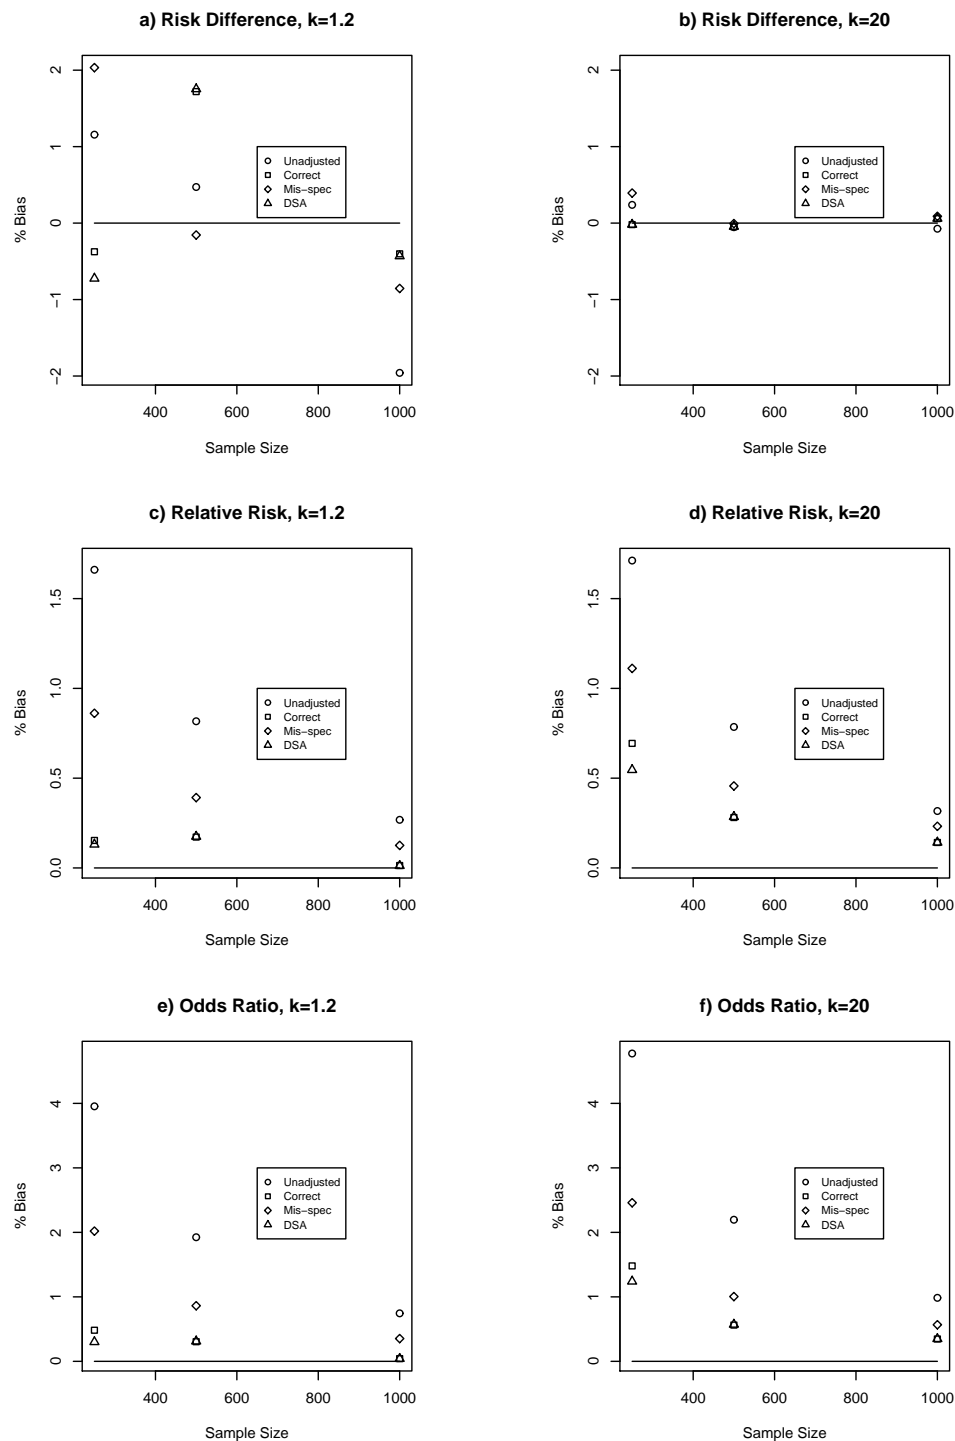 a) Risk Difference, k=1.2
2
1
0
−1
−2
% Bias
Unadjusted
Correct
Mis−spec
DSA
400 600 800 1000
Sample Size
b) Risk Difference, k=20
2
1
0
−1
−2
% Bias
Unadjusted
Correct
Mis−spec
DSA
400 600 800 1000
Sample Size
c) Relative Risk, k=1.2
1.5
1.0
0.5
0.0
% Bias
Unadjusted
Correct
Mis−spec
DSA
400 600 800 1000
Sample Size
d) Relative Risk, k=20
1.5
1.0
0.5
0.0
% Bias
Unadjusted
Correct
Mis−spec
DSA
400 600 800 1000
Sample Size
e) Odds Ratio, k=1.2
4
3
2
1
0
% Bias
Unadjusted
Correct
Mis−spec
DSA
400 600 800 1000
Sample Size
f) Odds Ratio, k=20
4
3
2
1
0
% Bias
Unadjusted
Correct
Mis−spec
DSA
400 600 800 1000
Sample Size